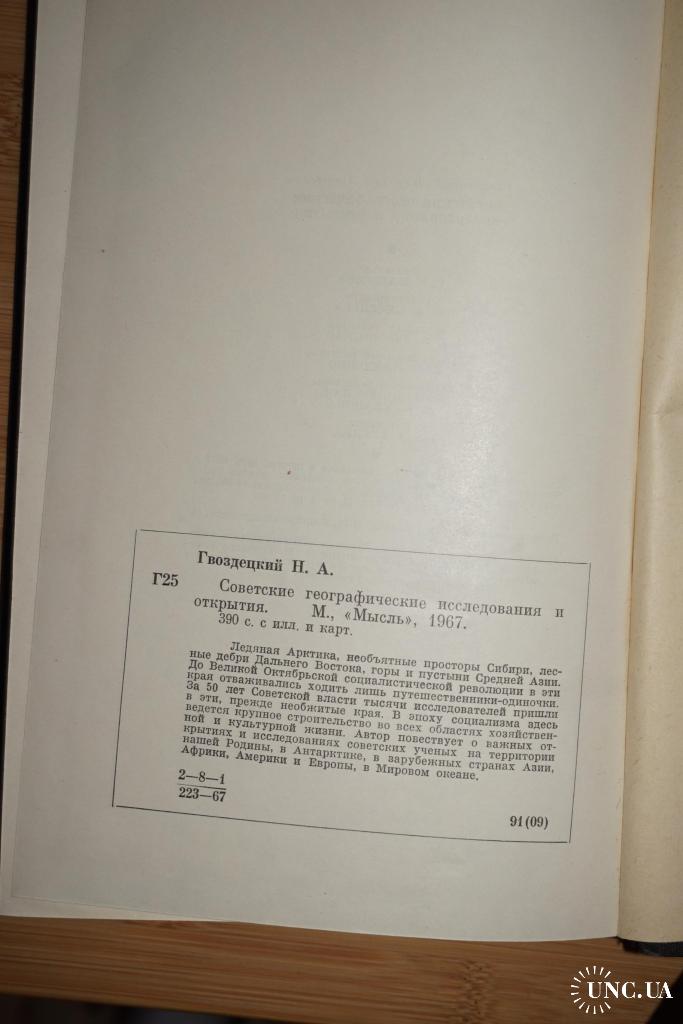 Гвоздецкий Н. А.
Г25
Советские географические исследования и
открытия. М., «Мысль», 1967.
390 с. с илл. и карт.
Ледяная Арктика, необъятные просторы Сибири, лес-
ные дебри Дальнего Востока, горы и пустыни Средней Азии.
До Великой Октябрьской социалистической революции в эти
края отваживались ходить лишь путешественники-одиночки.
За 50 лет Советской власти тысячи исследователей пришли
в эти, прежде необжитые края. В эпоху социализма здесь
ведется крупное строительство во всех областях хозяйствен-
ной и культурной жизни. Автор повествует о важных от-
крытиях и исследованиях советских ученых на территории
нашей Родины, в Антарктике, в зарубежных странах Азии,
Африки, Америки и Европы, в Мировом океане.
2—8—1
223—67
91(09)
UNC.UA